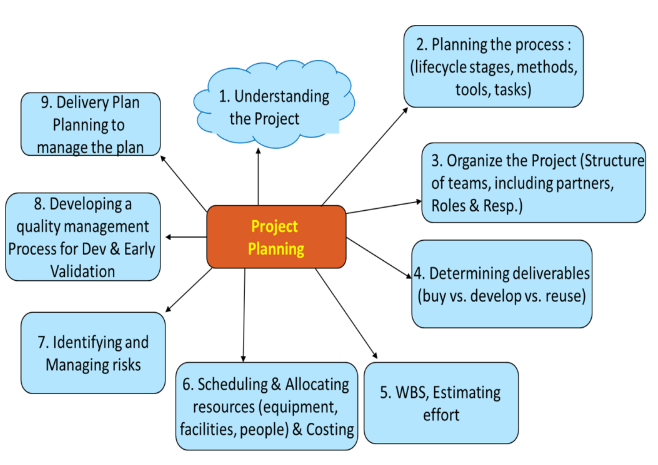 1. Understanding
the Project
2. Planning the process :
(lifecycle stages, methods,
tools, tasks)
3. Organize the Project (Structure
of teams, including partners,
Roles & Resp.)
4. Determining deliverables
(buy vs. develop vs. reuse)
5. WBS, Estimating
effort
6. Scheduling & Allocating
resources (equipment,
facilities, people) & Costing
7. Identifying and
Managing risks
8. Developing a
quality management
Process for Dev & Early
Validation
9. Delivery Plan
Planning to
manage the plan
Project
Planning